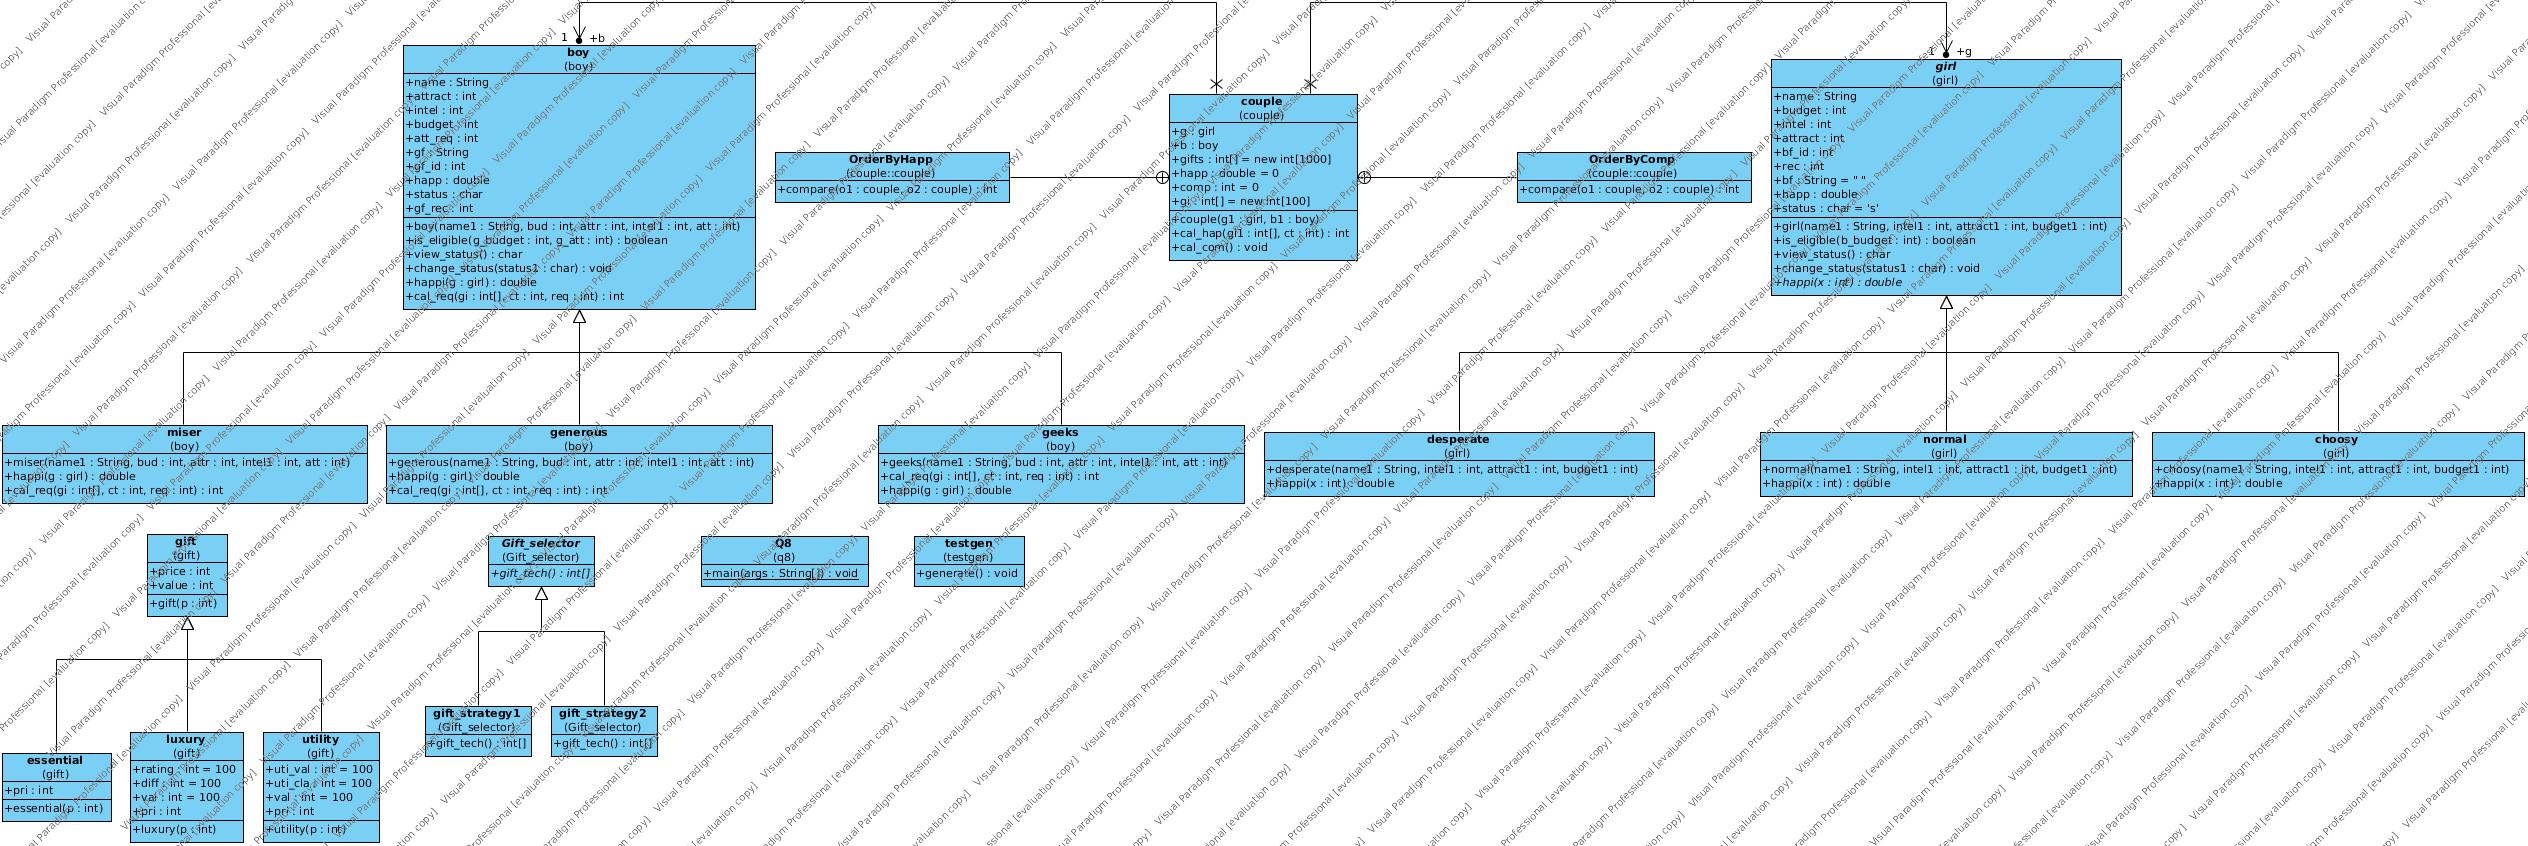 1 +b
boy
(boy)
+name : String
+attract : int
+intel : int
+budget : int
+att_req : int
+gf : String
+gf_id : int
+happ : double
+status : char
+gf_rec : int
+boy(name1 : String, bud : int, attr : int, intel1 : int, att : int)
+is_eligible(g_budget : int, g_att : int) : boolean
+view_status() : char
+change_status(status1 : char) : void
+happi(g : girl) : double
+cal_req(gi : int[], ct : int, req : int) : int
OrderByHapp
(couple::couple)
+compare(o1 : couple, o2 : couple) : int
couple
(couple)
+g : girl
+b : boy
+gifts : int[] = new int[1000]
+happ : double = 0
+comp : int = 0
+gi : int[] = new int[100]
+couple(g1 : girl, b1 : boy)
+cal_hap(gi1 : int[], ct : int) : int
+cal_com() : void
OrderByComp
(couple::couple)
+compare(o1 : couple, o2 : couple) : int
1 +g
girl
(girl)
+name : String
+budget : int
+intel : int
+attract : int
+bf_id : int
+rec : int
+bf : String = " "
+happ : double
+status : char = 's'
+girl(name1 : String, intel1 : int, attract1 : int, budget1 : int)
+is_eligible(b_budget : int) : boolean
+view_status() : char
+change_status(status1 : char) : void
+happi(x : int) : double
miser
(boy)
+miser(name1 : String, bud : int, attr : int, intel1 : int, att : int)
+happi(g : girl) : double
+cal_req(gi : int[], ct : int, req : int) : int
generous
(boy)
+generous(name1 : String, bud : int, attr : int, intel1 : int, att : int)
+happi(g : girl) : double
+cal_req(gi : int[], ct : int, req : int) : int
geeks
(boy)
+geeks(name1 : String, bud : int, attr : int, intel1 : int, att : int)
+cal_req(gi : int[], ct : int, req : int) : int
+happi(g : girl) : double
desperate
(girl)
+desperate(name1 : String, intel1 : int, attract1 : int, budget1 : int)
+happi(x : int) : double
normal
(girl)
+normal(name1 : String, intel1 : int, attract1 : int, budget1 : int)
+happi(x : int) : double
choosy
(girl)
+choosy(name1 : String, intel1 : int, attract1 : int, budget1 : int)
+happi(x : int) : double
gift
(gift)
+price : int
+value : int
+gift(p : int)
Gift_selector
(Gift_selector)
+gift_tech() : int[]
Q8
(q8)
+main(args : String[]) : void
testgen
(testgen)
+generate() : void
gift_strategy1
(Gift_selector)
+gift_tech() : int[]
gift_strategy2
(Gift_selector)
+gift_tech() : int[]
essential
(gift)
+pri : int
+essential(p : int)
luxury
(gift)
+rating : int = 100
+diff : int = 100
+val : int = 100
+pri : int
+luxury(p : int)
utility
(gift)
+uti_val : int = 100
+uti_cla : int = 100
+val : int = 100
+pri : int
+utility(p : int)
Visual Paradigm Professional [evaluation copy]